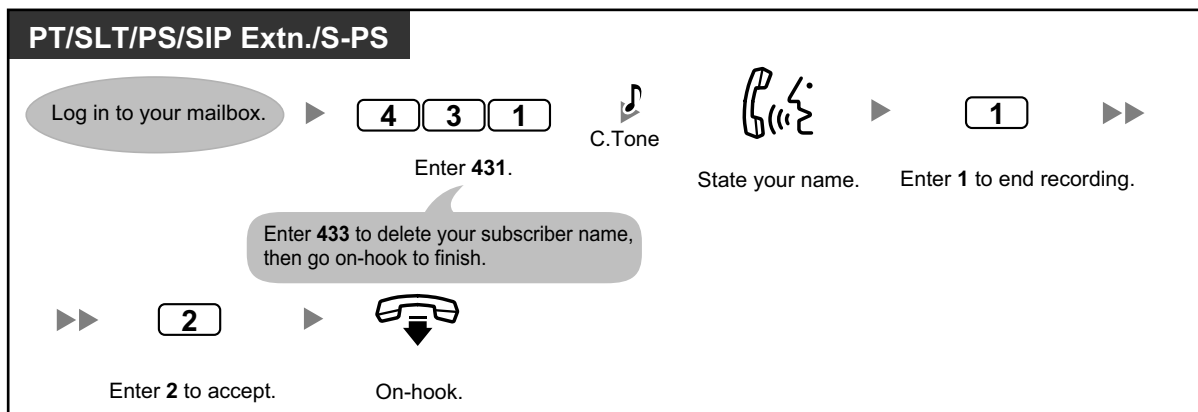 PT/SLT/PS/SIP Extn./S-PS
Log in to your mailbox.
4 3 1
C.Tone
1
Enter 431.
State your name.
Enter 1 to end recording.
Enter 433 to delete your subscriber name,
then go on-hook to finish.
2
Enter 2 to accept.
On-hook.